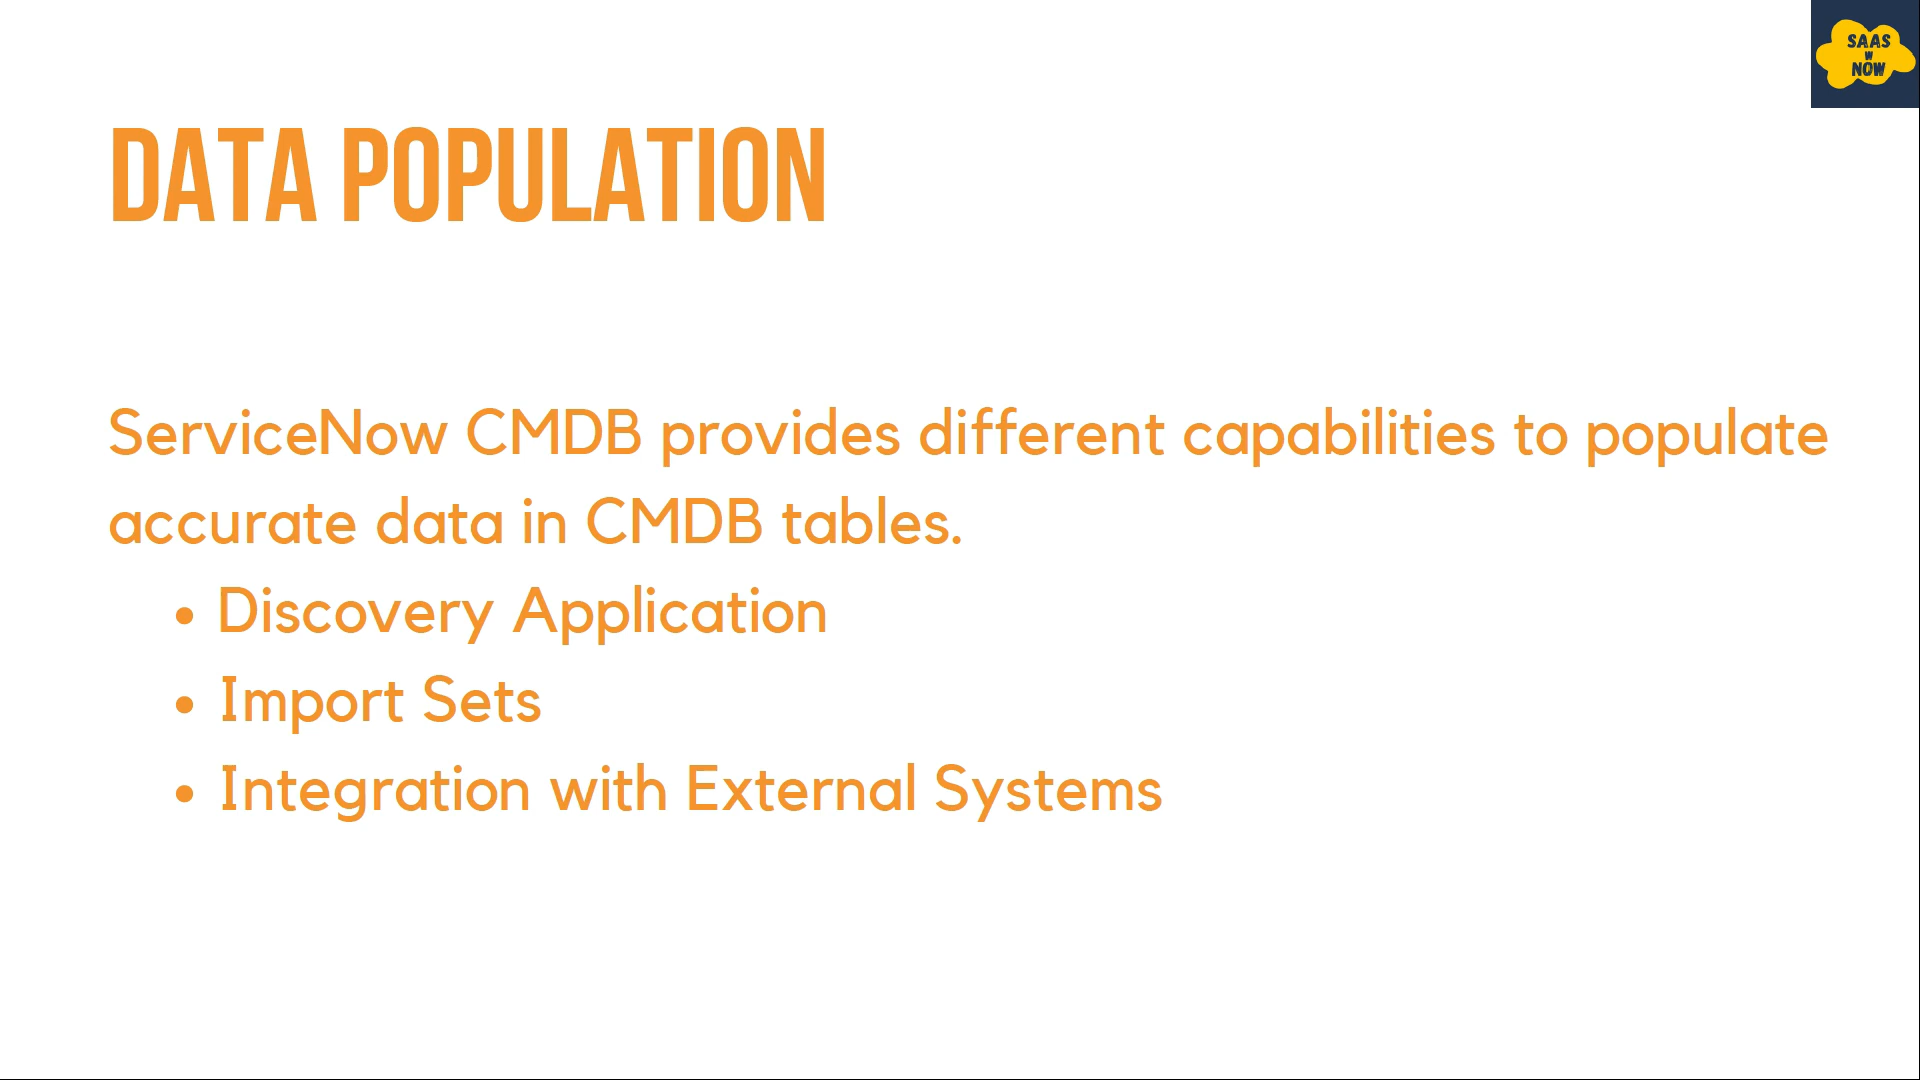 SAAS
W
NOW
DATA POPULATION
ServiceNow CMDB provides different capabilities to populate
accurate data in CMDB tables.
• Discovery Application
• Import Sets
• Integration with External Systems